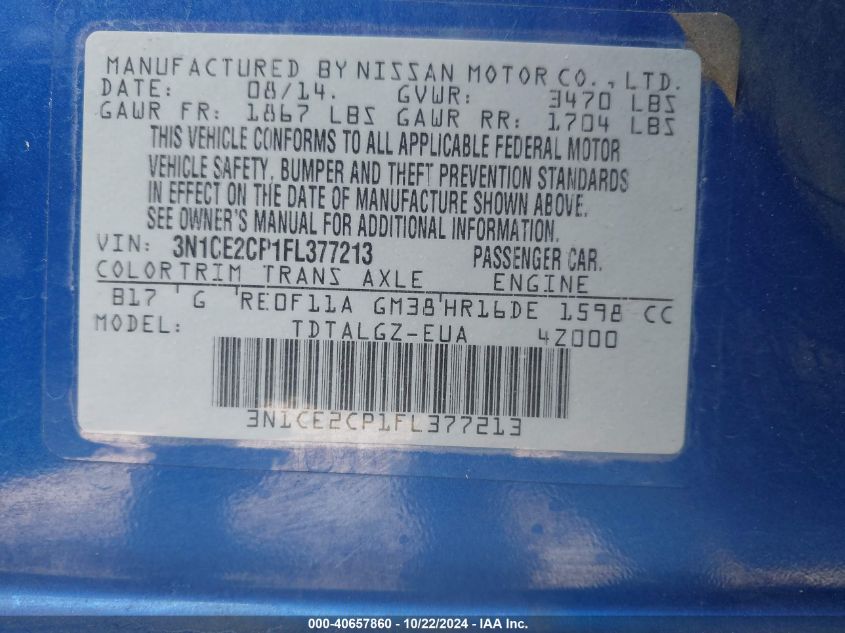 MANUFACTURED BY NISSAN MOTOR CO., LTD.
DATE: 08/14. GVWR: 3470 LBS
GAWR FR: 1867 LBS GAWR RR: 1704 LBS
THIS VEHICLE CONFORMS TO ALL APPLICABLE FEDERAL MOTOR
VEHICLE SAFETY, BUMPER AND THEFT PREVENTION STANDARDS
IN EFFECT ON THE DATE OF MANUFACTURE SHOWN ABOVE.
SEE OWNER'S MANUAL FOR ADDITIONAL INFORMATION.
VIN: 3N1CE2CP1FL377213 PASSENGER CAR.
COLORTRIM TRANS AXLE ENGINE
B17 'G 'RE0F11A GM38'HR16DE 1598 CC
MODEL: TDTALGZ-EUA 4Z000
3N1CE2CP1FL377213
000-40657860 - 10/22/2024 - IAA Inc.